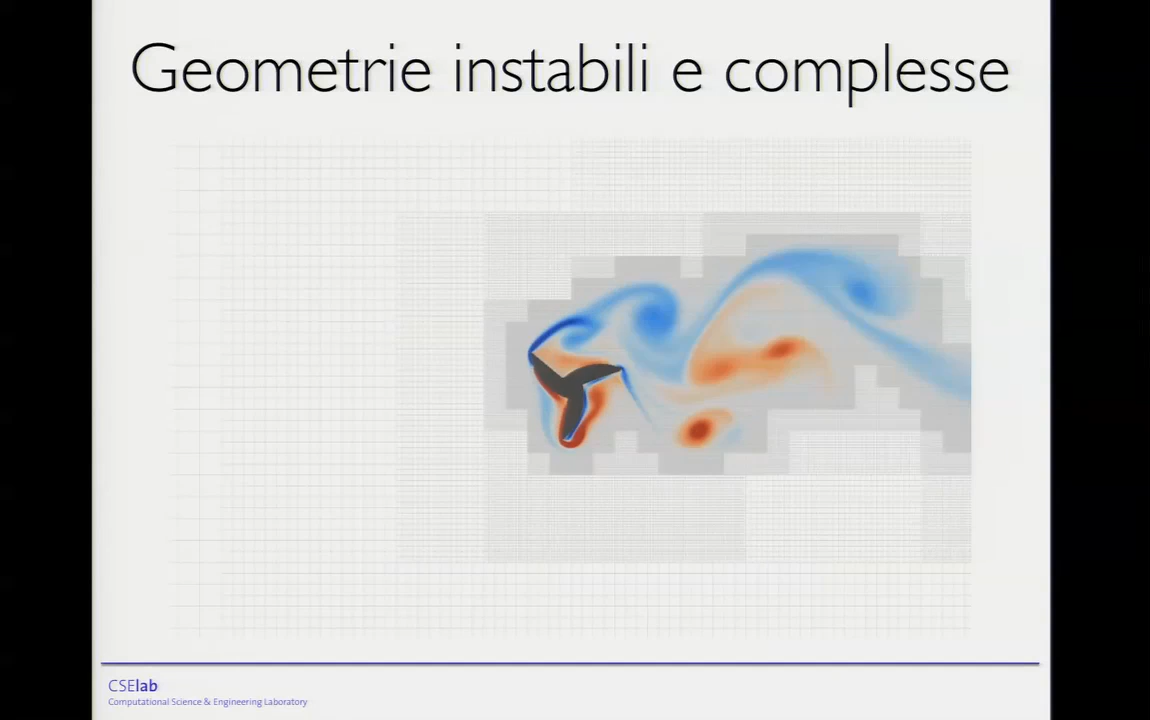 Geometrie instabili e complesse
CSElab
Computational Science & Engineering Laboratory